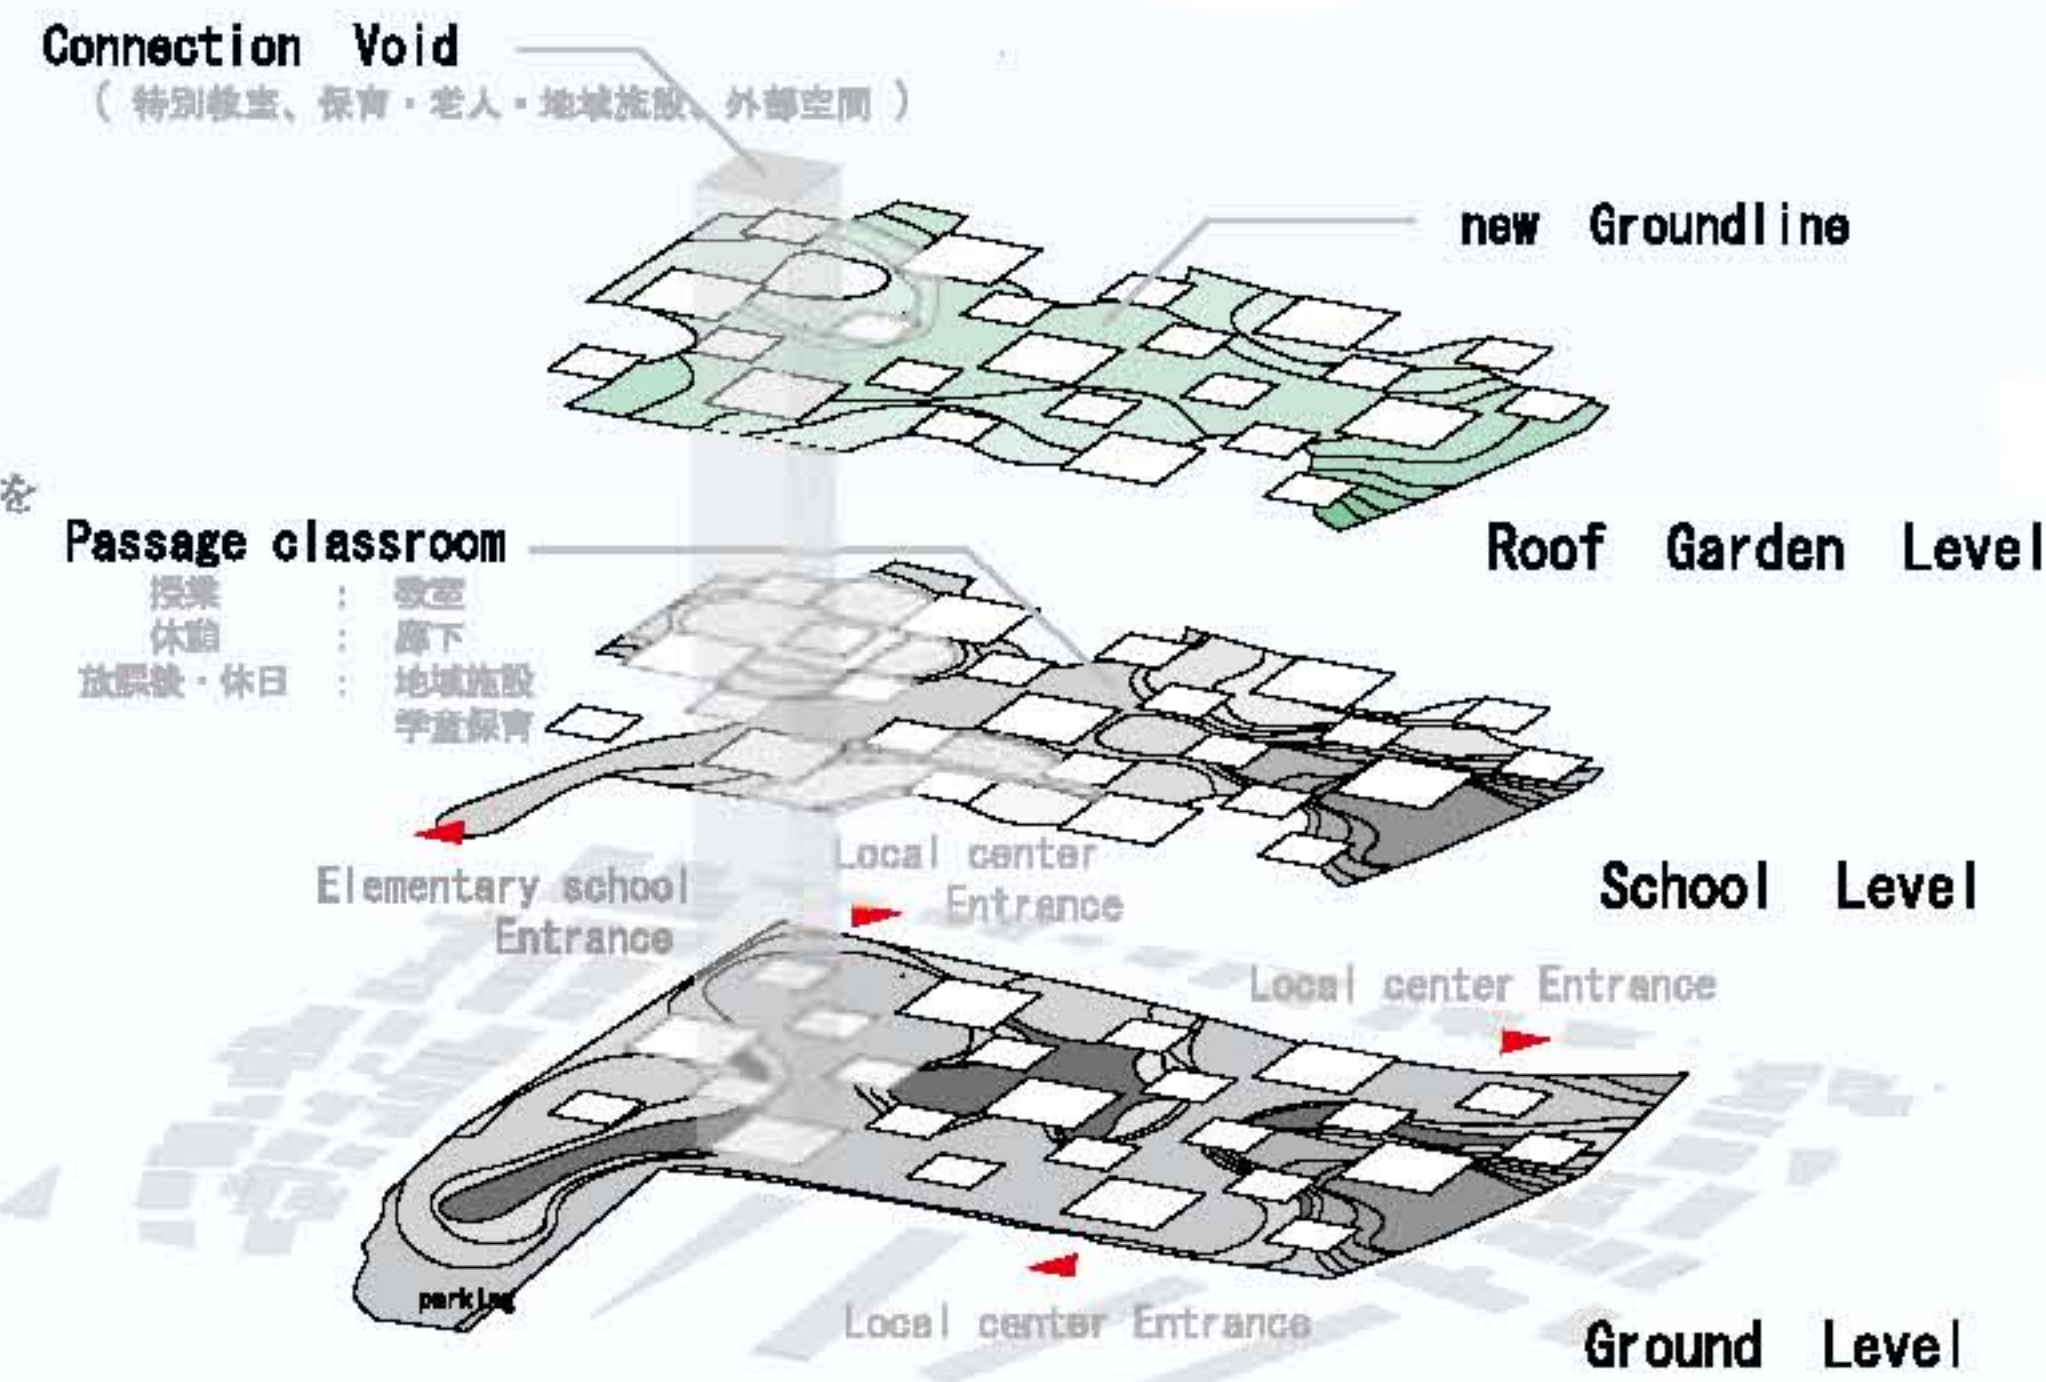 Connection Void
( 特別教室、保育・老人・地域施設、外部空間 )
new Groundline
を
Roof Garden Level
Passage classroom
授業 : 教室
休憩 : 廊下
放課後・休日 : 地域施設
学童保育
Local center
Entrance
Elementary school
Entrance
School Level
Local center Entrance
parking
Local center Entrance
Ground Level